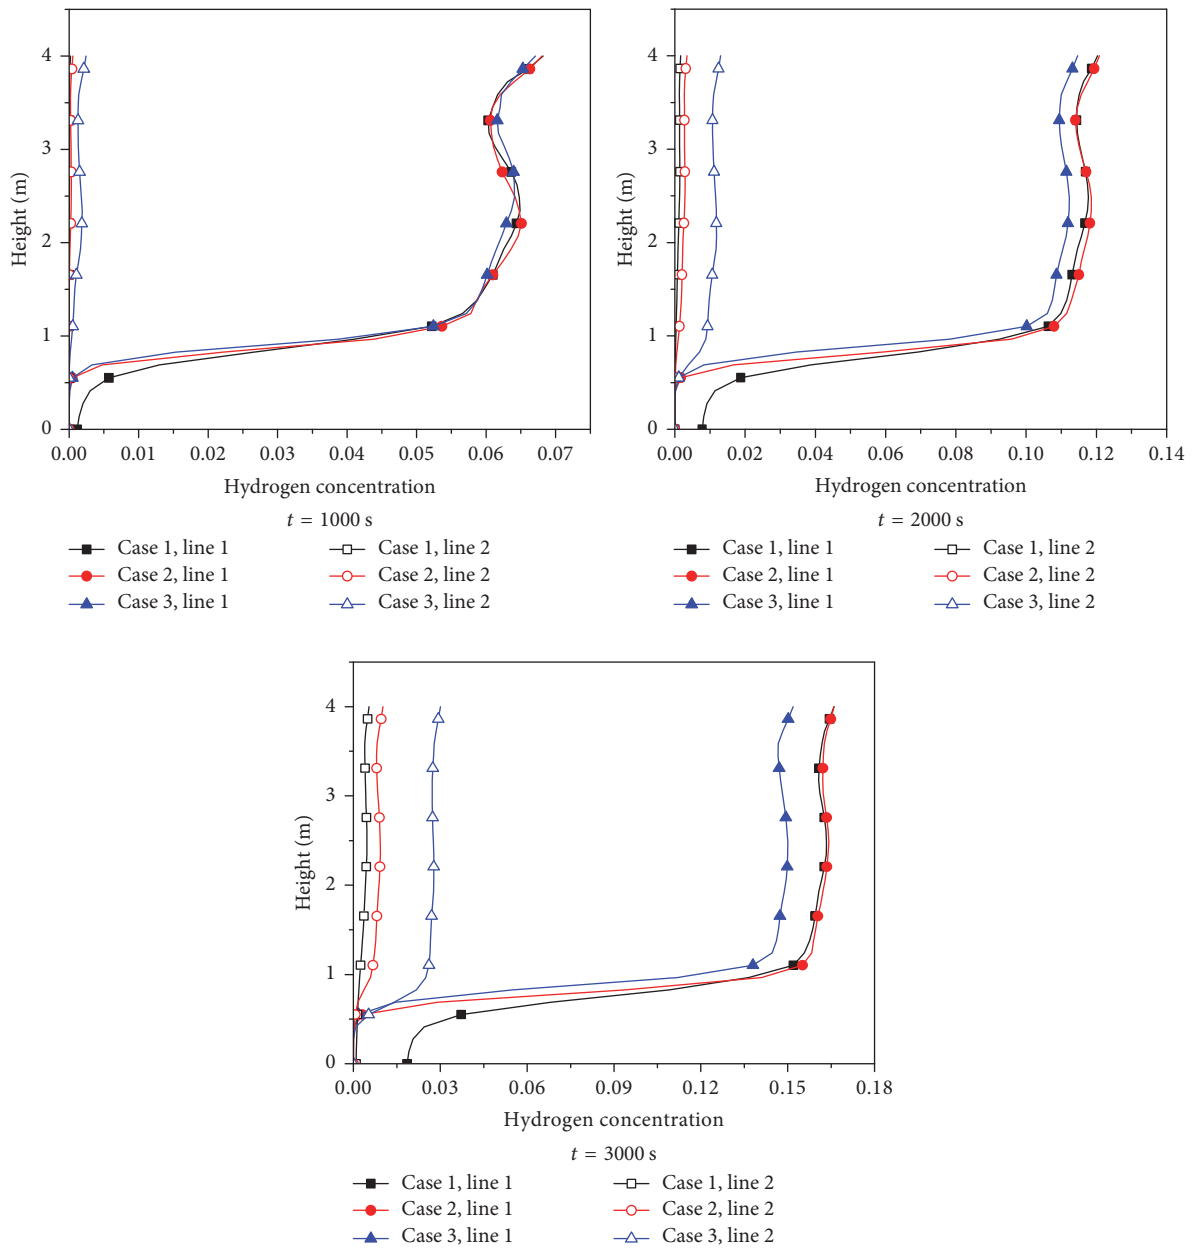 4
3
2
1
0
Height (m)
0.00 0.01 0.02 0.03 0.04 0.05 0.06 0.07
Hydrogen concentration
t = 1000 s
Case 1, line 1 Case 1, line 2
Case 2, line 1 Case 2, line 2
Case 3, line 1 Case 3, line 2
4
3
2
1
0
Height (m)
0.00 0.02 0.04 0.06 0.08 0.10 0.12 0.14
Hydrogen concentration
t = 2000 s
Case 1, line 1 Case 1, line 2
Case 2, line 1 Case 2, line 2
Case 3, line 1 Case 3, line 2
4
3
2
1
0
Height (m)
0.00 0.03 0.06 0.09 0.12 0.15 0.18
Hydrogen concentration
t = 3000 s
Case 1, line 1 Case 1, line 2
Case 2, line 1 Case 2, line 2
Case 3, line 1 Case 3, line 2